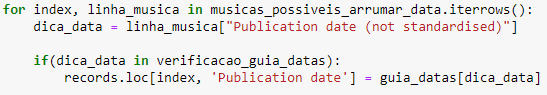 for index, linha_musica in musicas_possiveis_arrumar_data.iterrows():
    dica_data = linha_musica["Publication date (not standardised)"]

    if(dica_data in verificacao_guia_datas):
        records.loc[index, 'Publication date'] = guia_datas[dica_data]